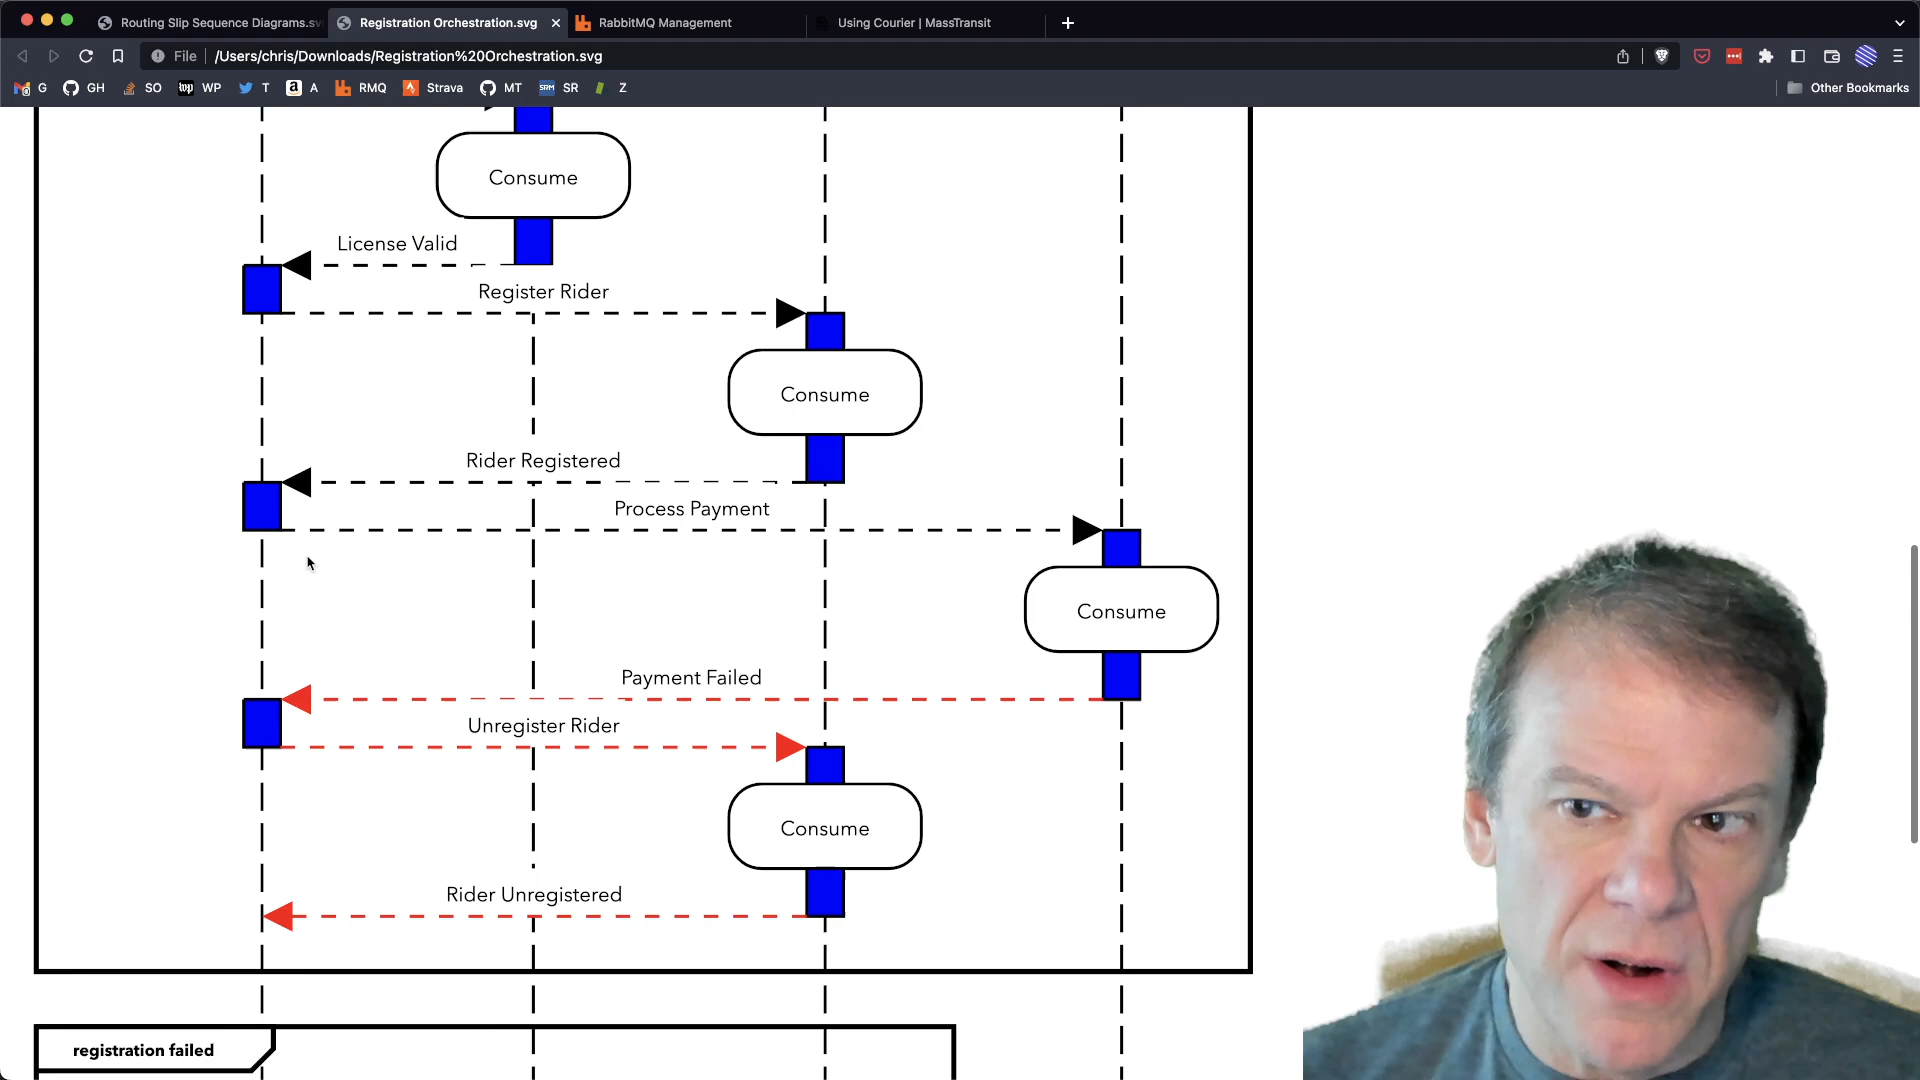 Routing Slip Sequence Diagrams.sv
Registration Orchestration.svg
RabbitMQ Management
Using Courier | MassTransit
File
/Users/chris/Downloads/Registration%20Orchestration.svg
G
GH
SO
WP
T
A
RMQ
Strava
MT
SR
Z
Other Bookmarks
Consume
License Valid
Register Rider
Consume
Rider Registered
Process Payment
Consume
Payment Failed
Unregister Rider
Consume
Rider Unregistered
registration failed